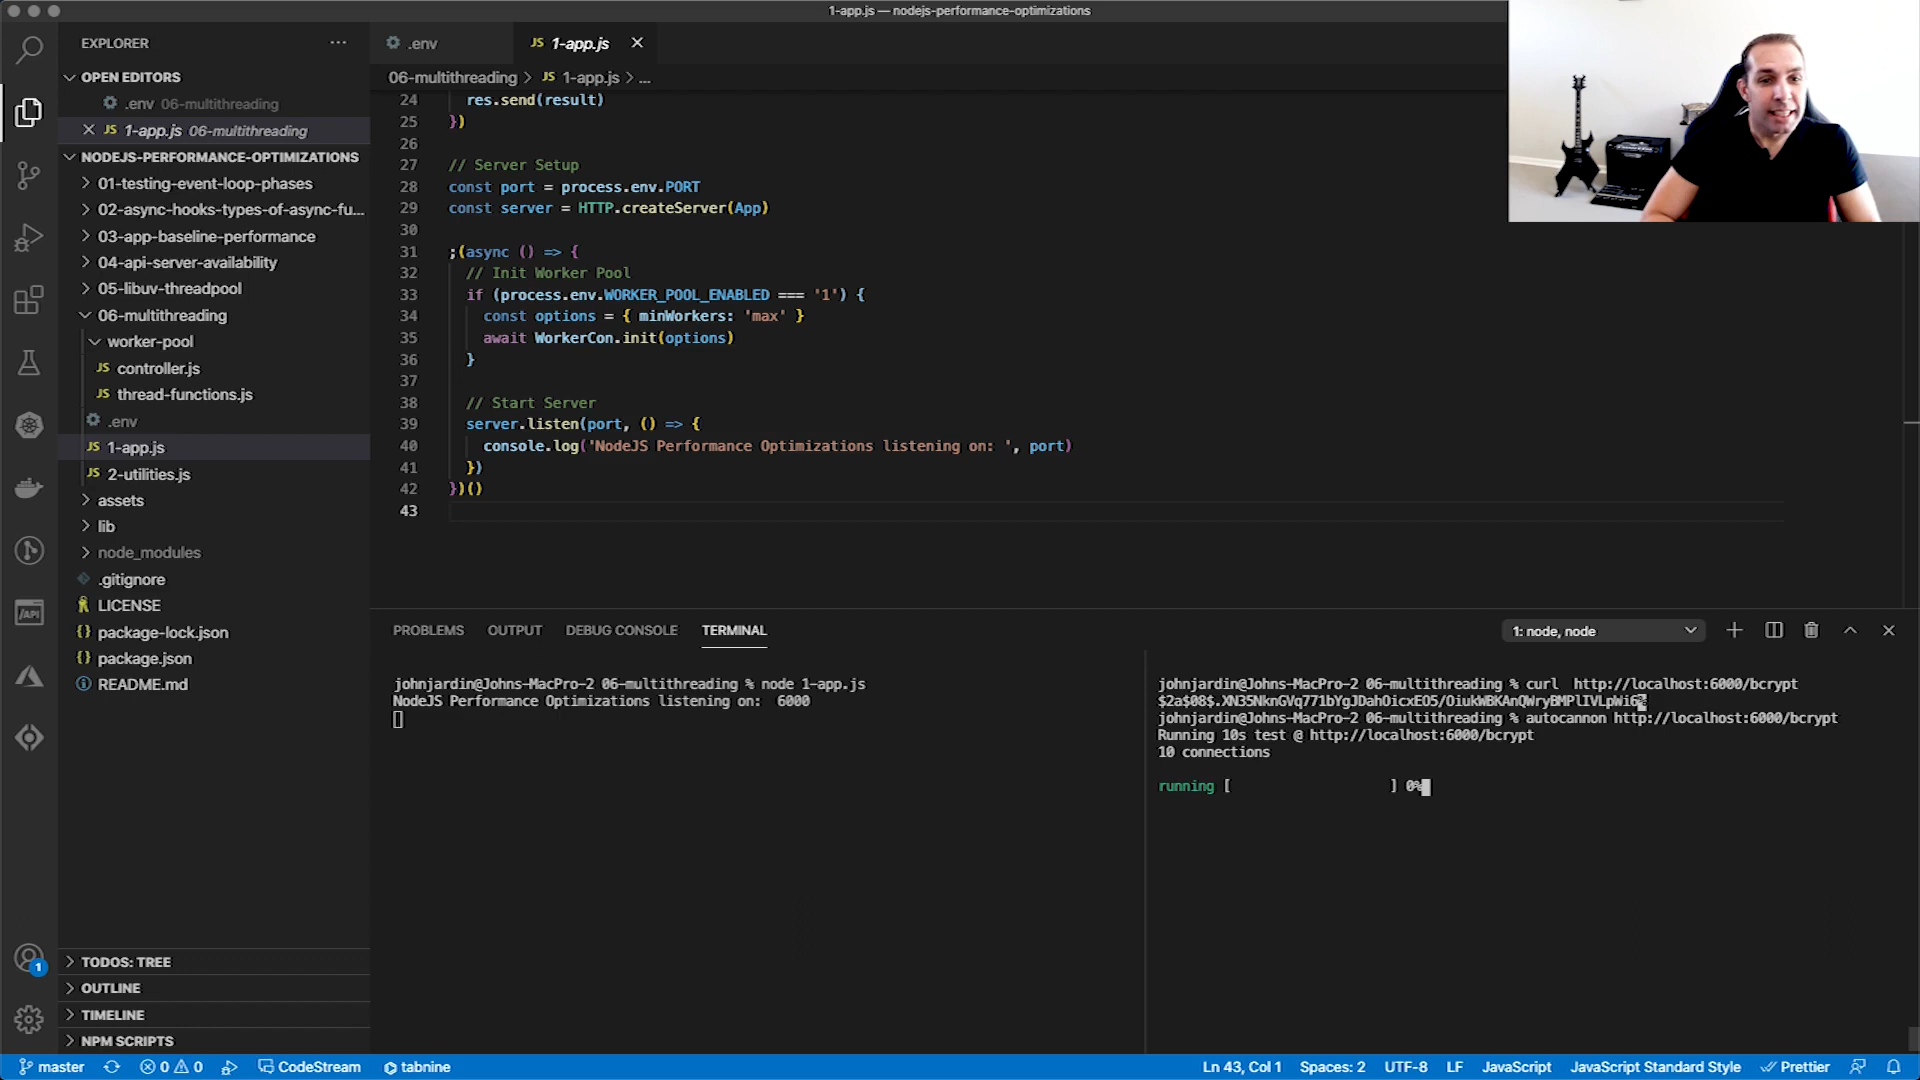 1-app.js — nodejs-performance-optimizations
EXPLORER
OPEN EDITORS
.env 06-multithreading
JS 1-app.js 06-multithreading
NODEJS-PERFORMANCE-OPTIMIZATIONS
01-testing-event-loop-phases
02-async-hooks-types-of-async-fu...
03-app-baseline-performance
04-api-server-availability
05-libuv-threadpool
06-multithreading
worker-pool
JS controller.js
JS thread-functions.js
.env
JS 1-app.js
JS 2-utilities.js
assets
lib
node_modules
.gitignore
LICENSE
{} package-lock.json
{} package.json
README.md
TODOS: TREE
OUTLINE
TIMELINE
NPM SCRIPTS
/API
1
.env
JS 1-app.js
06-multithreading > JS 1-app.js > ...
24 res.send(result)
25 })
26
27 // Server Setup
28 const port = process.env.PORT
29 const server = HTTP.createServer(App)
30
31 ;(async () => {
32 // Init Worker Pool
33 if (process.env.WORKER_POOL_ENABLED === '1') {
34 const options = { minWorkers: 'max' }
35 await WorkerCon.init(options)
36 }
37
38 // Start Server
39 server.listen(port, () => {
40 console.log('NodeJS Performance Optimizations listening on: ', port)
41 })
42 })()
43
PROBLEMS OUTPUT DEBUG CONSOLE TERMINAL
1: node, node
johnjardin@Johns-MacPro-2 06-multithreading % node 1-app.js
NodeJS Performance Optimizations listening on:  6000
johnjardin@Johns-MacPro-2 06-multithreading % curl  http://localhost:6000/bcrypt
$2a$08$.XN35NknGVq771bYgJDahOicxEO5/OiukWBKAnQWryBMPlIVLpWi6%
johnjardin@Johns-MacPro-2 06-multithreading % autocannon http://localhost:6000/bcrypt
Running 10s test @ http://localhost:6000/bcrypt
10 connections
running [                    ] 0%
master 0 0 CodeStream tabnine
Ln 43, Col 1 Spaces: 2 UTF-8 LF JavaScript JavaScript Standard Style Prettier